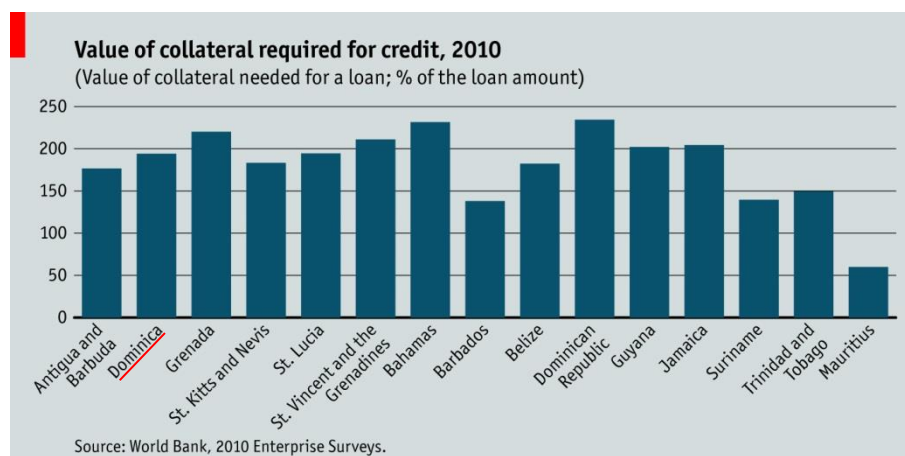 Value of collateral required for credit, 2010
(Value of collateral needed for a loan; % of the loan amount)
250
200
150
100
50
0
Antigua and
Barbuda
Dominica
Grenada
St. Kitts and Nevis
St. Lucia
St. Vincent and the
Grenadines
Bahamas
Barbados
Belize
Dominican
Republic
Guyana
Jamaica
Suriname
Trinidad and
Tobago
Mauritius
Source: World Bank, 2010 Enterprise Surveys.